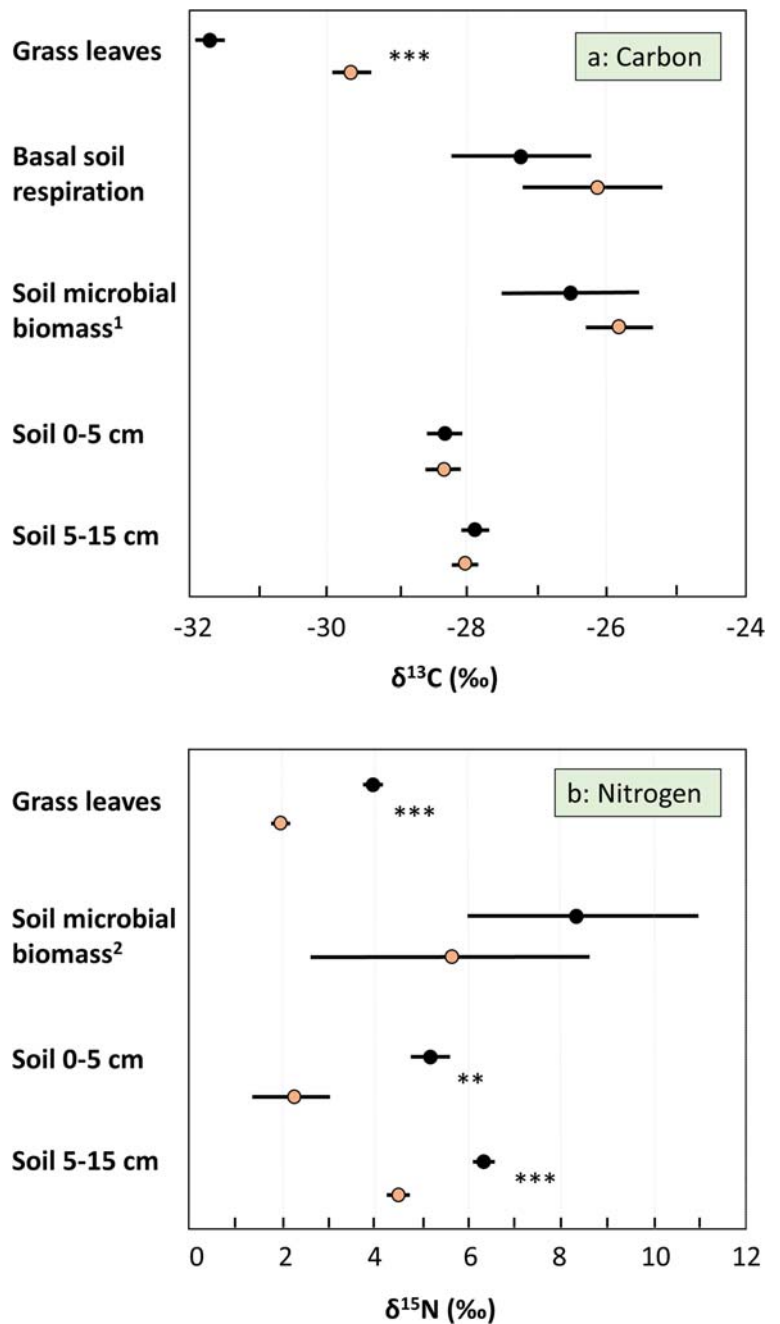 Grass leaves
***
a: Carbon
Basal soil
respiration
Soil microbial
biomass¹
Soil 0-5 cm
Soil 5-15 cm
-32 -30 -28 -26 -24
δ¹³C (‰)
Grass leaves
***
b: Nitrogen
Soil microbial
biomass²
Soil 0-5 cm
**
Soil 5-15 cm
***
0 2 4 6 8 10 12
δ¹⁵N (‰)